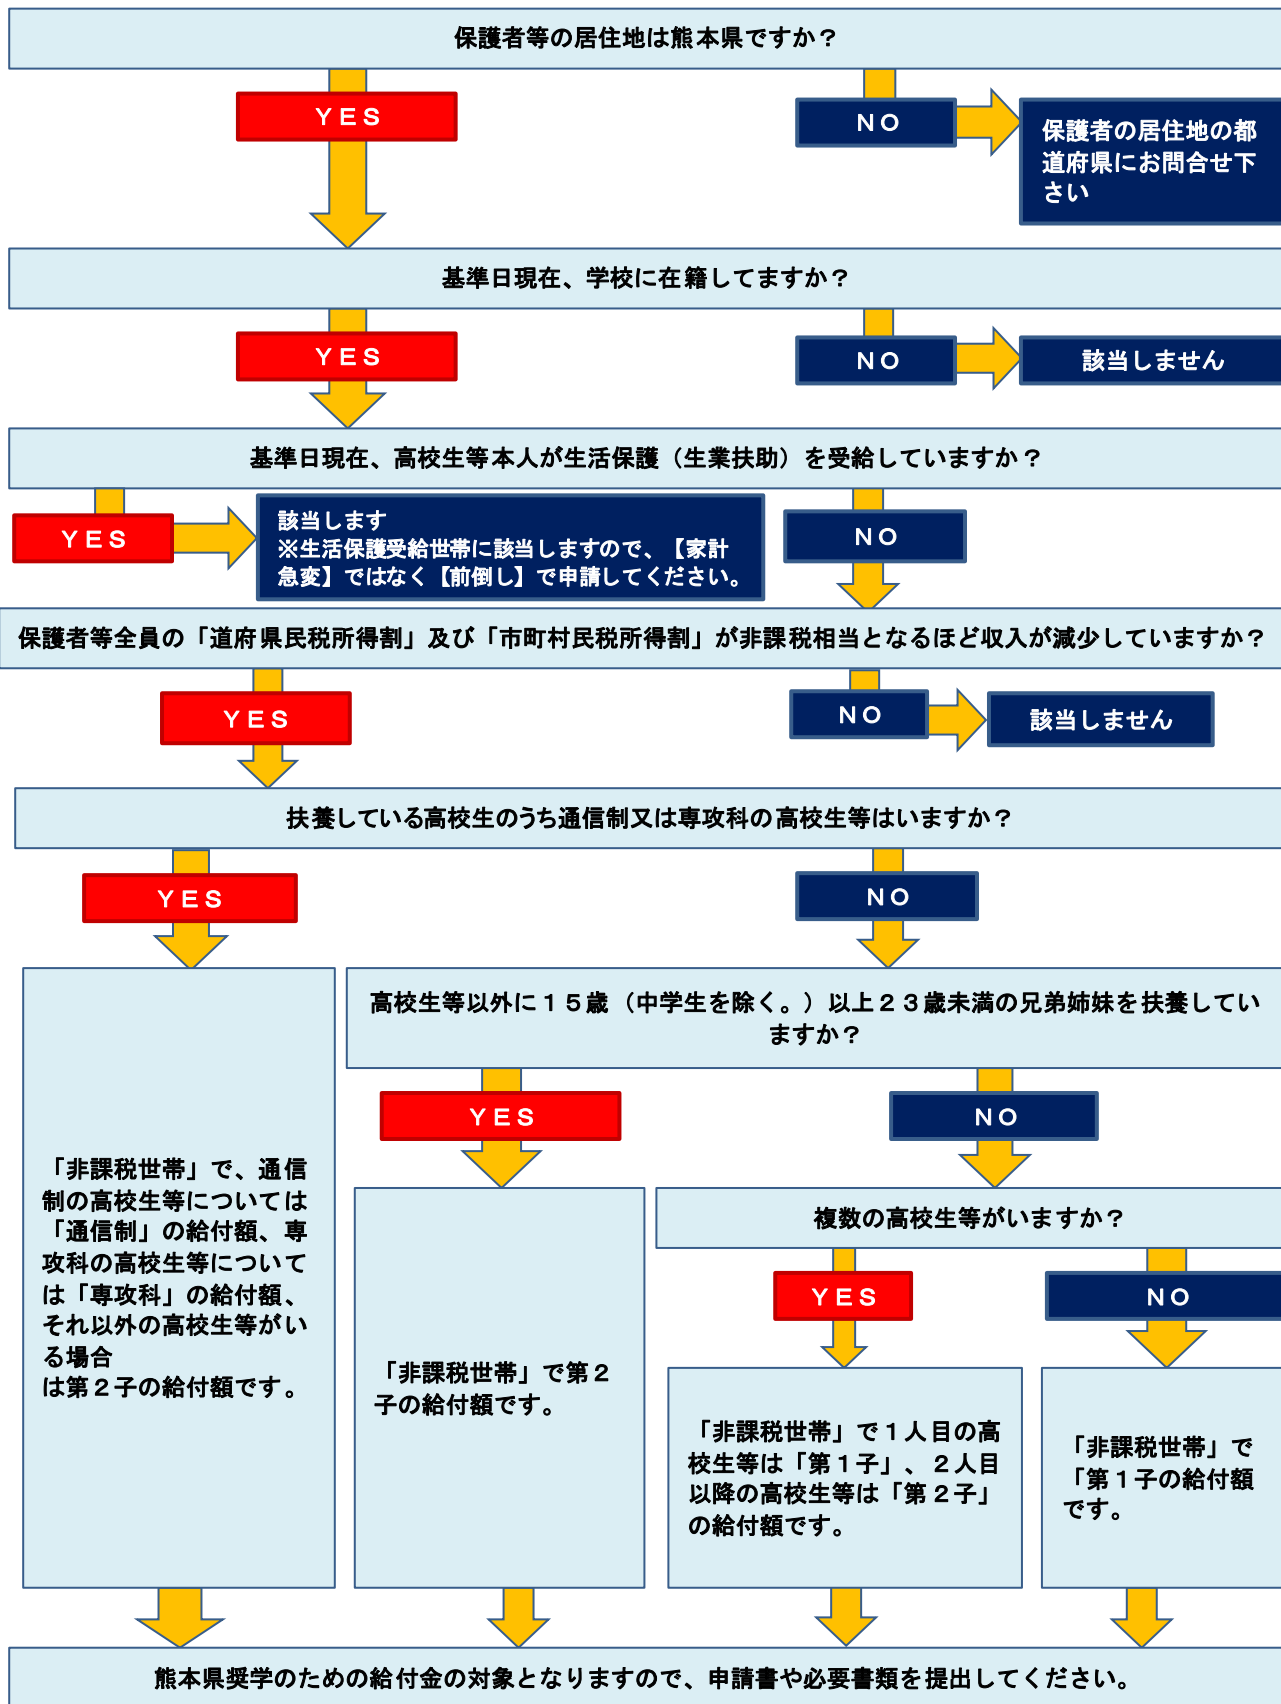 保護者等の居住地は熊本県ですか？
ＹＥＳ
ＮＯ
保護者の居住地の都
道府県にお問合せ下
さい
基準日現在、学校に在籍してますか？
ＹＥＳ
ＮＯ
該当しません
基準日現在、高校生等本人が生活保護（生業扶助）を受給していますか？
ＹＥＳ
該当します
※生活保護受給世帯に該当しますので、【家計
急変】ではなく【前倒し】で申請してください。
ＮＯ
保護者等全員の「道府県民税所得割」及び「市町村民税所得割」が非課税相当となるほど収入が減少していますか？
ＹＥＳ
ＮＯ
該当しません
扶養している高校生のうち通信制又は専攻科の高校生等はいますか？
ＹＥＳ
ＮＯ
「非課税世帯」で、通信
制の高校生等については
「通信制」の給付額、専
攻科の高校生等について
は「専攻科」の給付額、
それ以外の高校生等がい
る場合
は第２子の給付額です。
高校生等以外に１５歳（中学生を除く。）以上２３歳未満の兄弟姉妹を扶養してい
ますか？
ＹＥＳ
ＮＯ
「非課税世帯」で第２
子の給付額です。
複数の高校生等がいますか？
ＹＥＳ
ＮＯ
「非課税世帯」で１人目の高
校生等は「第１子」、２人目
以降の高校生等は「第２子」
の給付額です。
「非課税世帯」で
「第１子の給付額
です。
熊本県奨学のための給付金の対象となりますので、申請書や必要書類を提出してください。